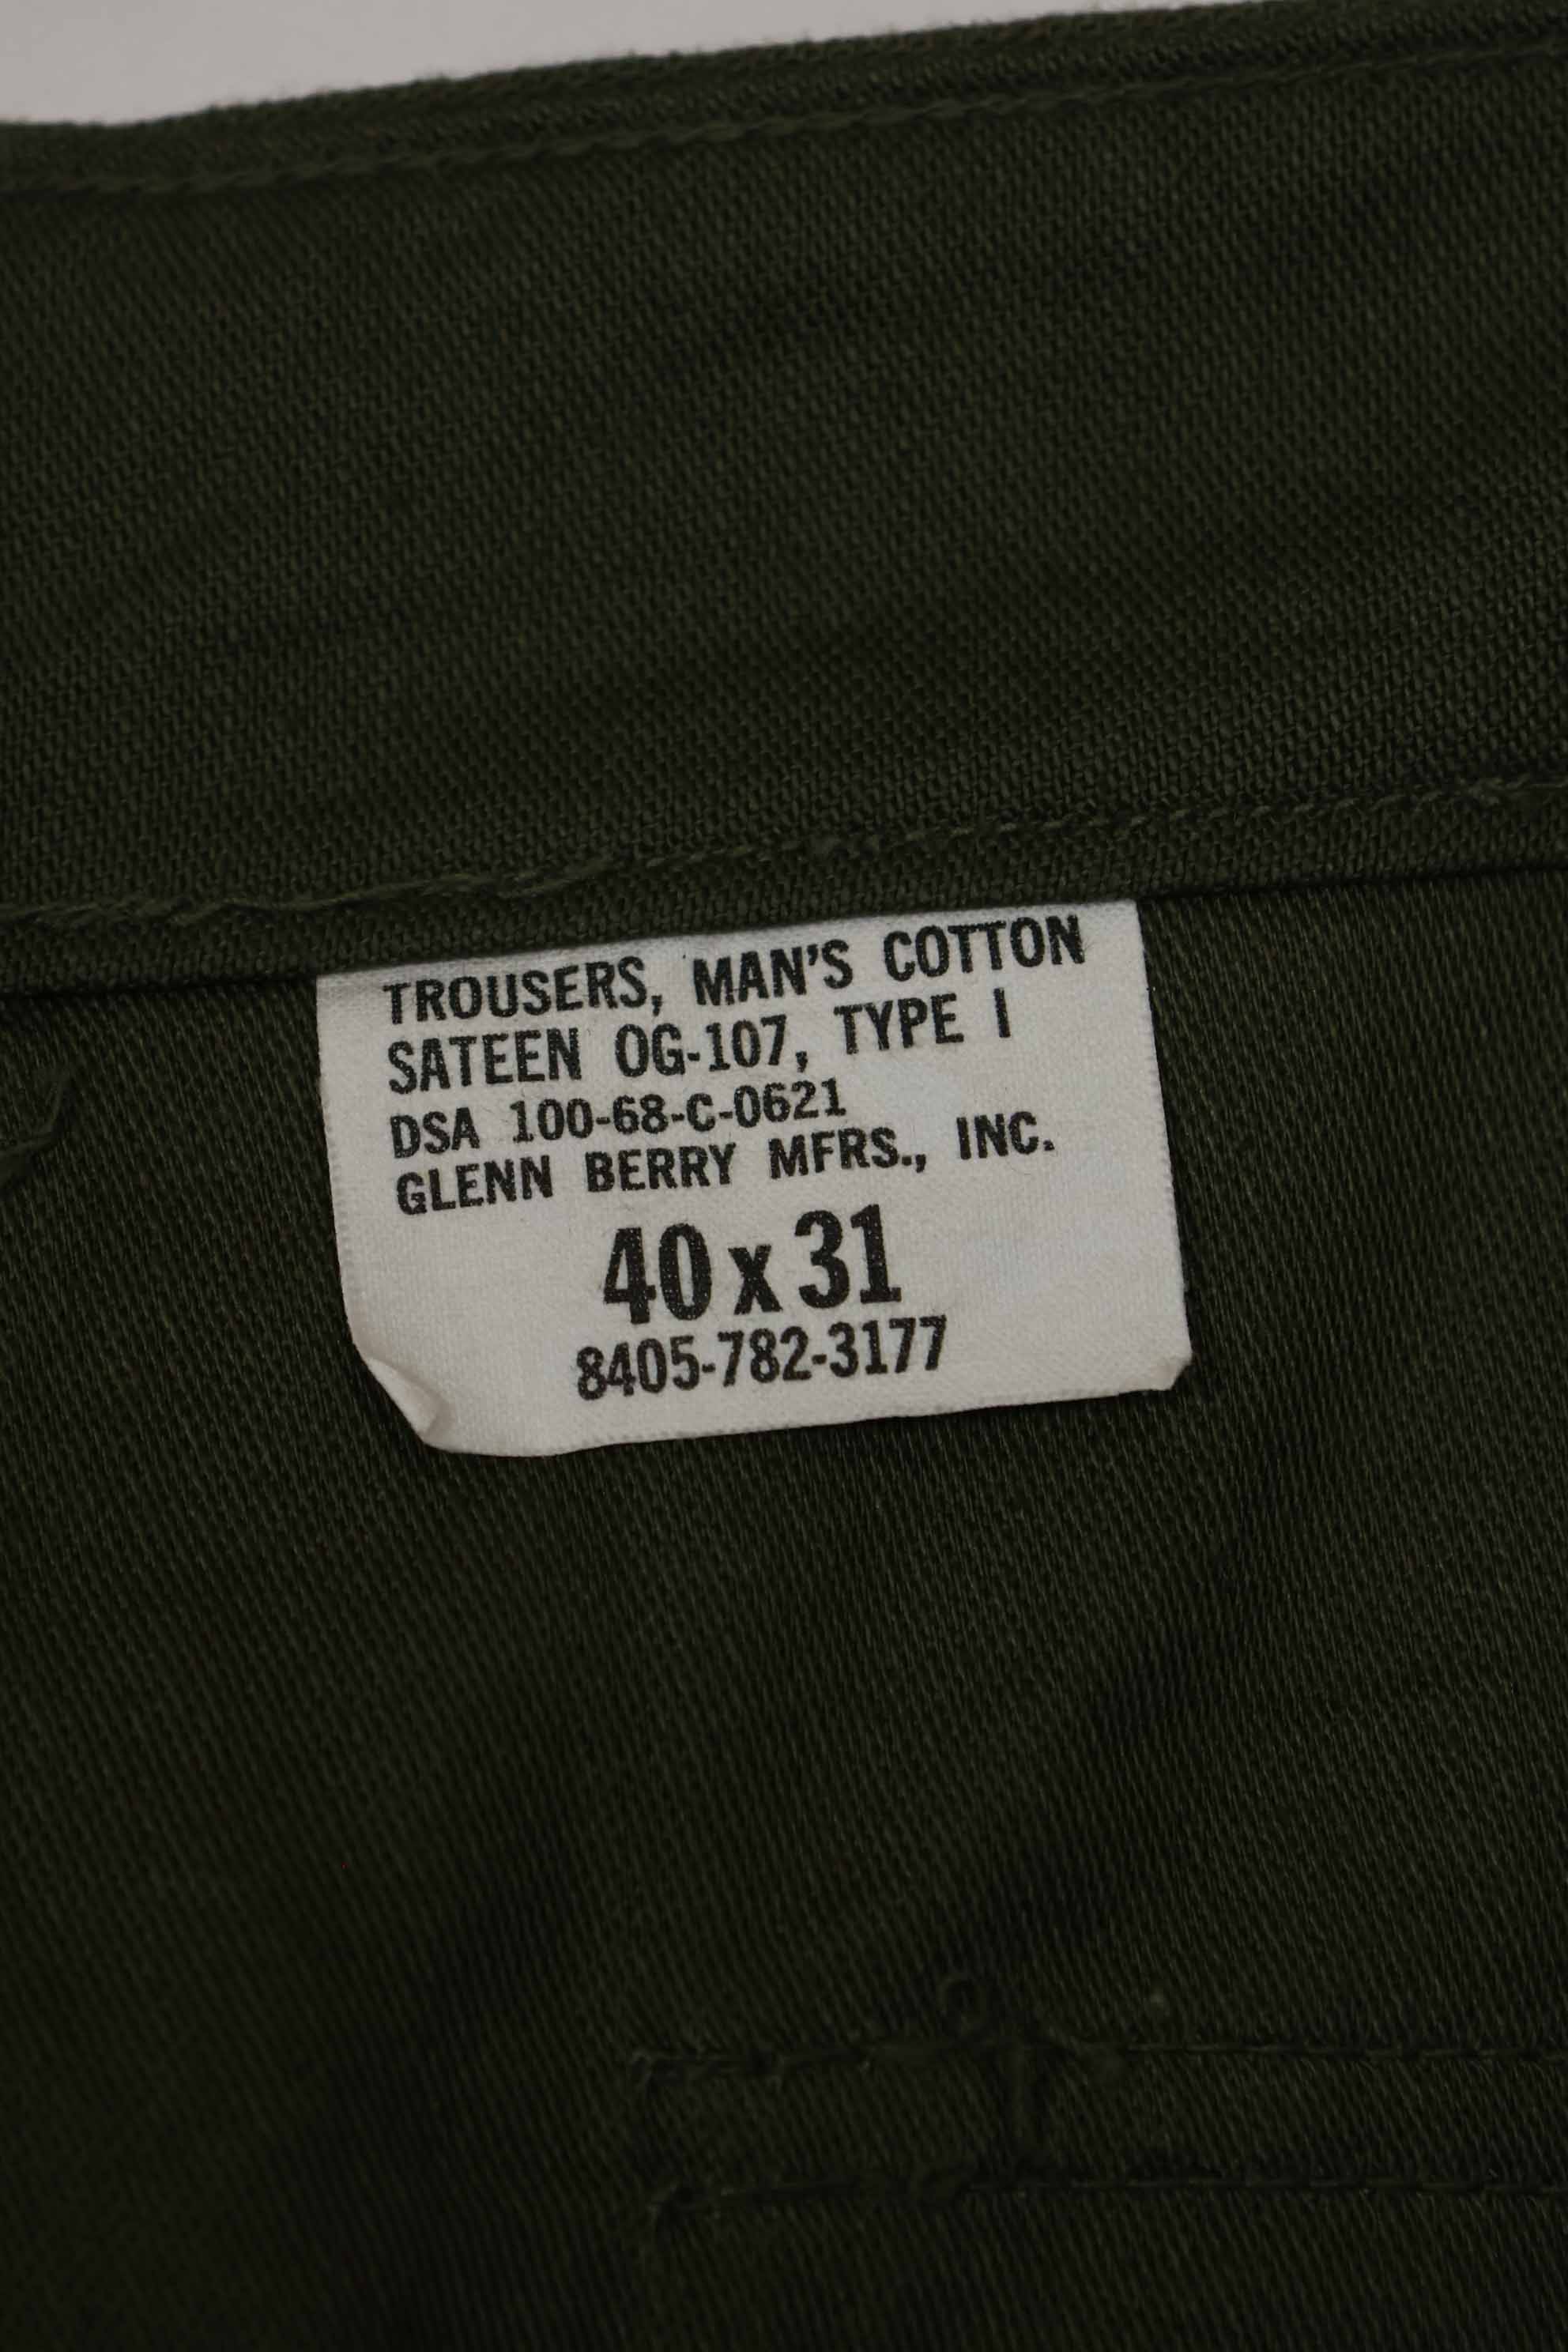 TROUSERS, MAN'S COTTON
SATEEN OG-107, TYPE I
DSA 100-68-C-0621
GLENN BERRY MFRS., INC.
40 x 31
8405-782-3177